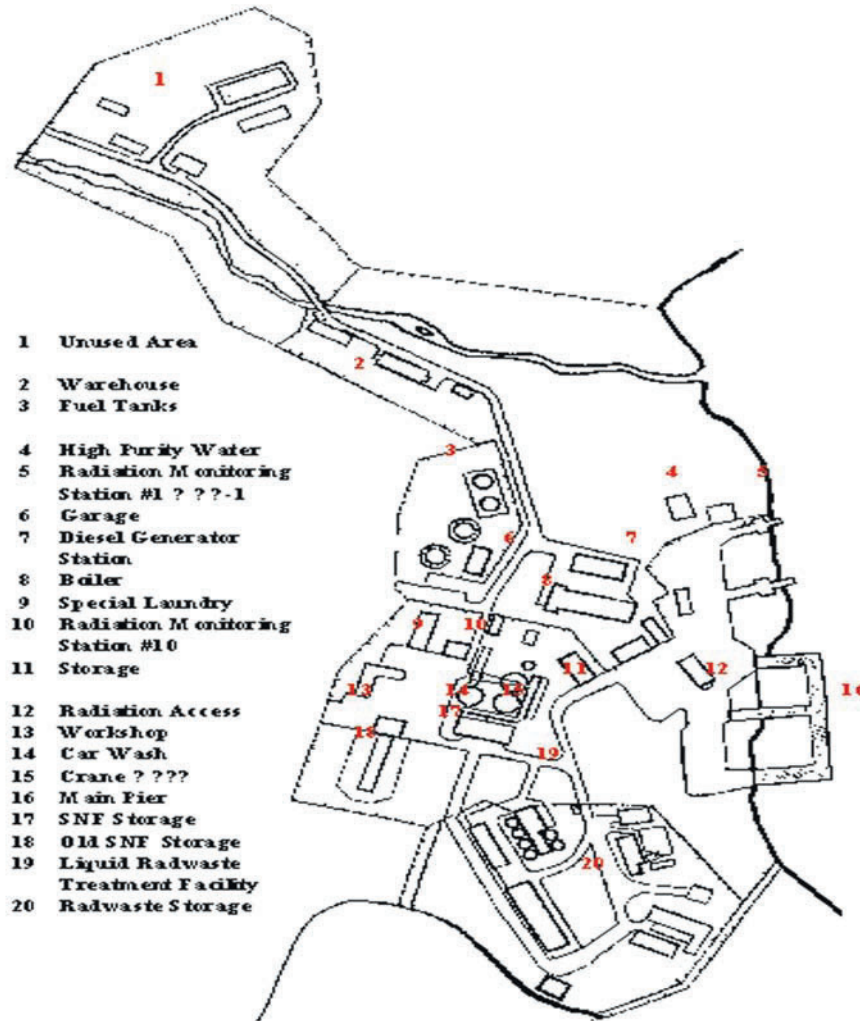 1
1 Unused Area
2
2 Warehouse
3 Fuel Tanks
3
4 High Purity Water
4
5
5 Radiation Monitoring
Station #1 ? ??-1
6 Garage
6
7
7 Diesel Generator
Station
8 Boiler
8
9 Special Laundry
9
10
10 Radiation Monitoring
Station #10
11 Storage
11
12
13
14
15
16
12 Radiation Access
13 Workshop
17
18
14 Car Wash
19
15 Crane ? ???
16 Main Pier
17 SNF Storage
18 Old SNF Storage
19 Liquid Radwaste
Treatment Facility
20
20 Radwaste Storage